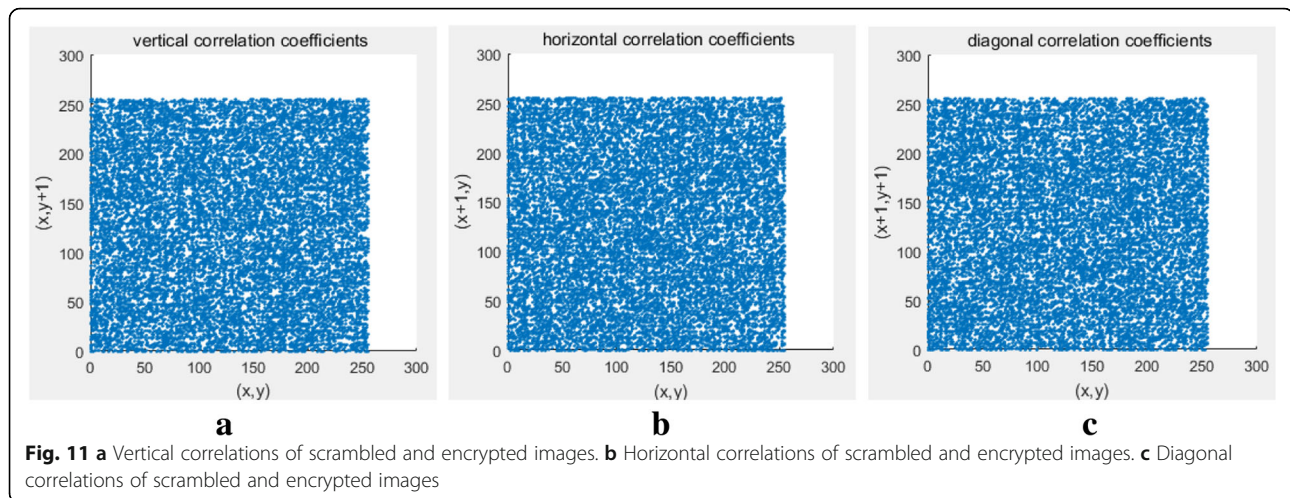 vertical correlation coefficients
300
250
200
150
100
50
0
(x,y+1)
0 50 100 150 200 250 300
(x,y)
a
horizontal correlation coefficients
300
250
200
150
100
50
0
(x+1,y)
0 50 100 150 200 250 300
(x,y)
b
diagonal correlation coefficients
300
250
200
150
100
50
0
(x+1,y+1)
0 50 100 150 200 250 300
(x,y)
c
Fig. 11 a Vertical correlations of scrambled and encrypted images. b Horizontal correlations of scrambled and encrypted images. c Diagonal
correlations of scrambled and encrypted images